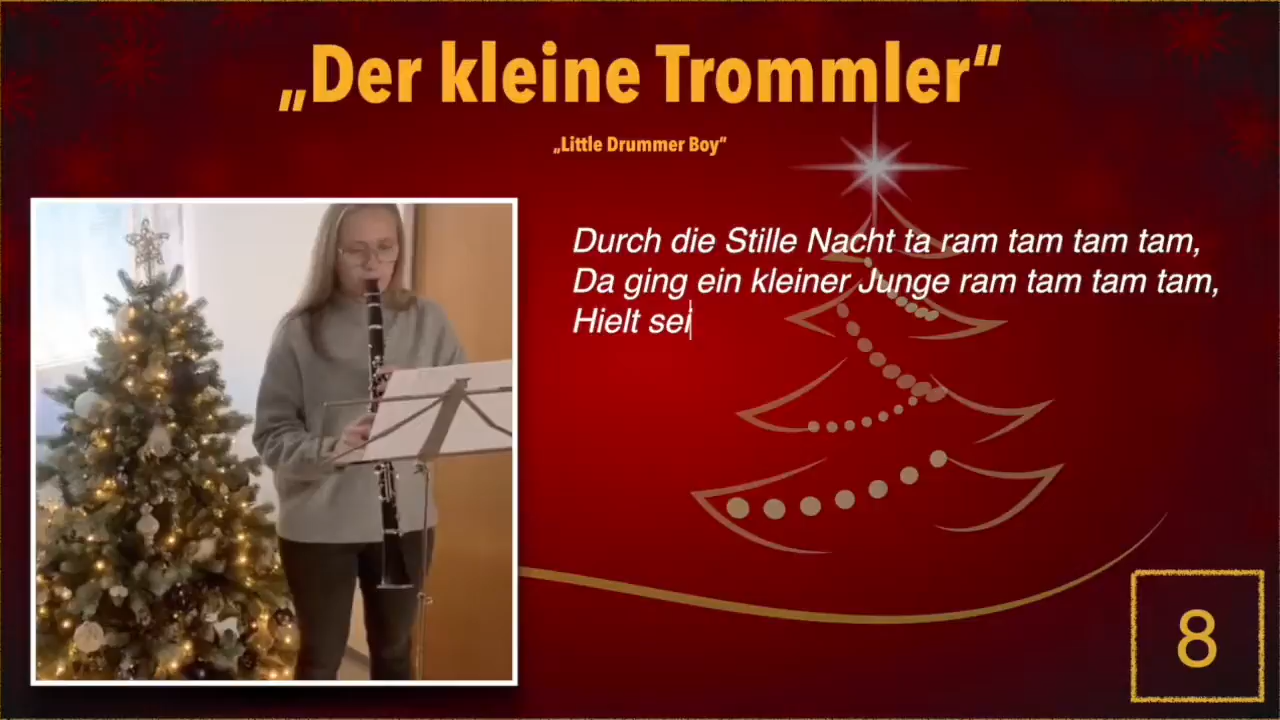 „Der kleine Trommler“
„Little Drummer Boy“
Durch die Stille Nacht ta ram tam tam tam,
Da ging ein kleiner Junge ram tam tam tam,
Hielt sei
8